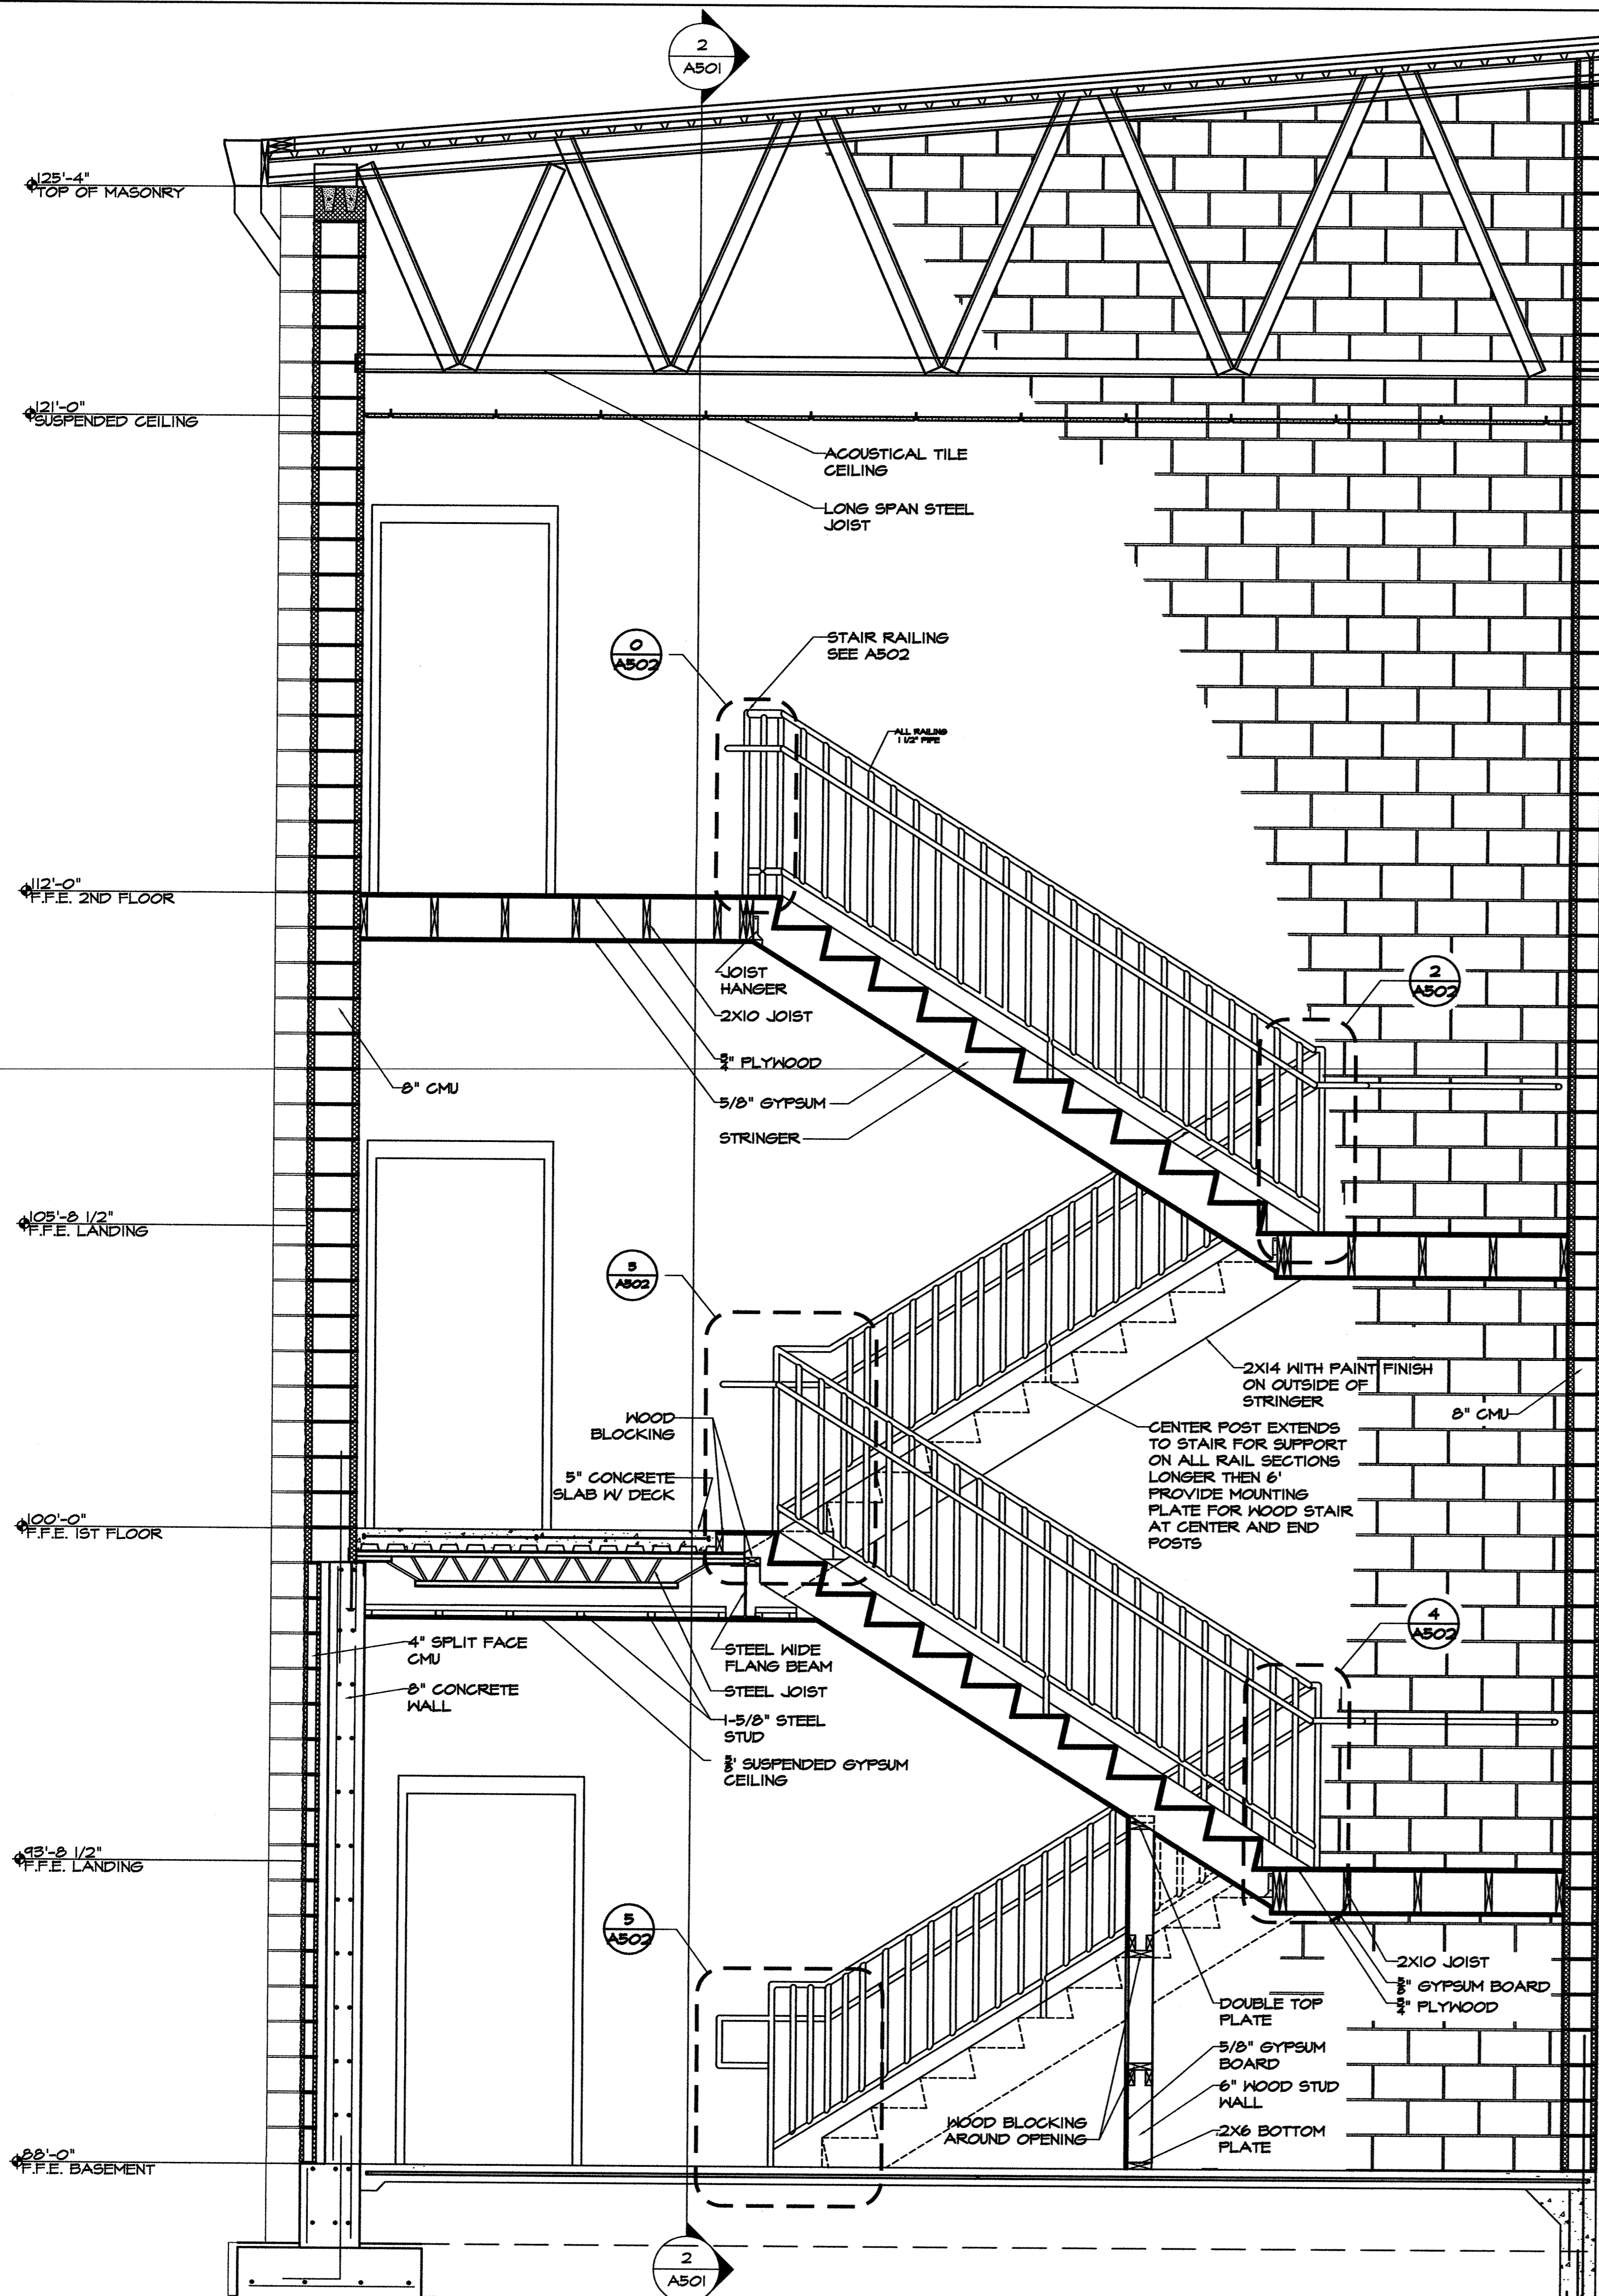 2
A501
125'-4"
TOP OF MASONRY
121'-0"
SUSPENDED CEILING
ACOUSTICAL TILE
CEILING
LONG SPAN STEEL
JOIST
0
A502
STAIR RAILING
SEE A502
ALL RAILING
1 1/2" PIPE
112'-0"
F.F.E. 2ND FLOOR
JOIST
HANGER
2X10 JOIST
3/4" PLYWOOD
5/8" GYPSUM
STRINGER
2
A502
8" CMU
105'-8 1/2"
F.F.E. LANDING
3
A502
2X14 WITH PAINT FINISH
ON OUTSIDE OF
STRINGER
8" CMU
WOOD
BLOCKING
5" CONCRETE
SLAB W/ DECK
CENTER POST EXTENDS
TO STAIR FOR SUPPORT
ON ALL RAIL SECTIONS
LONGER THEN 6'
PROVIDE MOUNTING
PLATE FOR WOOD STAIR
AT CENTER AND END
POSTS
100'-0"
F.F.E. 1ST FLOOR
4
A502
4" SPLIT FACE
CMU
8" CONCRETE
WALL
STEEL WIDE
FLANG BEAM
STEEL JOIST
1-5/8" STEEL
STUD
5/8' SUSPENDED GYPSUM
CEILING
93'-8 1/2"
F.F.E. LANDING
5
A502
2X10 JOIST
5/8" GYPSUM BOARD
3/4" PLYWOOD
DOUBLE TOP
PLATE
5/8" GYPSUM
BOARD
6" WOOD STUD
WALL
2X6 BOTTOM
PLATE
WOOD BLOCKING
AROUND OPENING
88'-0"
F.F.E. BASEMENT
2
A501